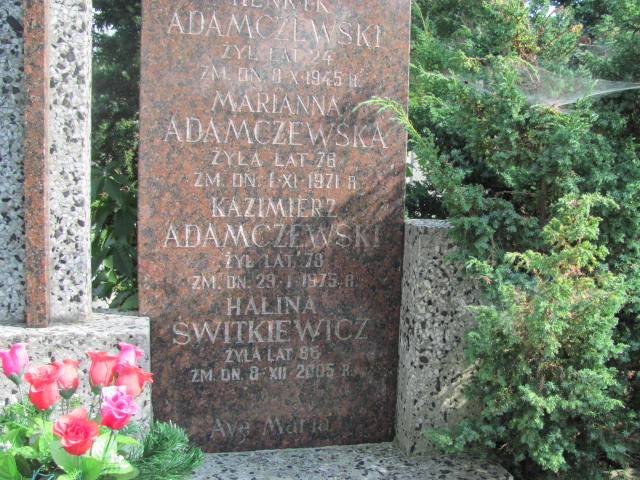 HENRYK
ADAMCZEWSKI
ŻYŁ LAT 24
ZM. DN. 8 X 1945 R.
MARIANNA
ADAMCZEWSKA
ŻYŁA LAT 76
ZM. DN. 1·XI·1971 R.
KAZIMIERZ
ADAMCZEWSKI
ŻYŁ LAT 78
ZM. DN. 29·1·1975 R.
HALINA
ŚWITKIEWICZ
ŻYŁA LAT 86
ZM. DN. 8·XII 2005 R.
Ave Maria